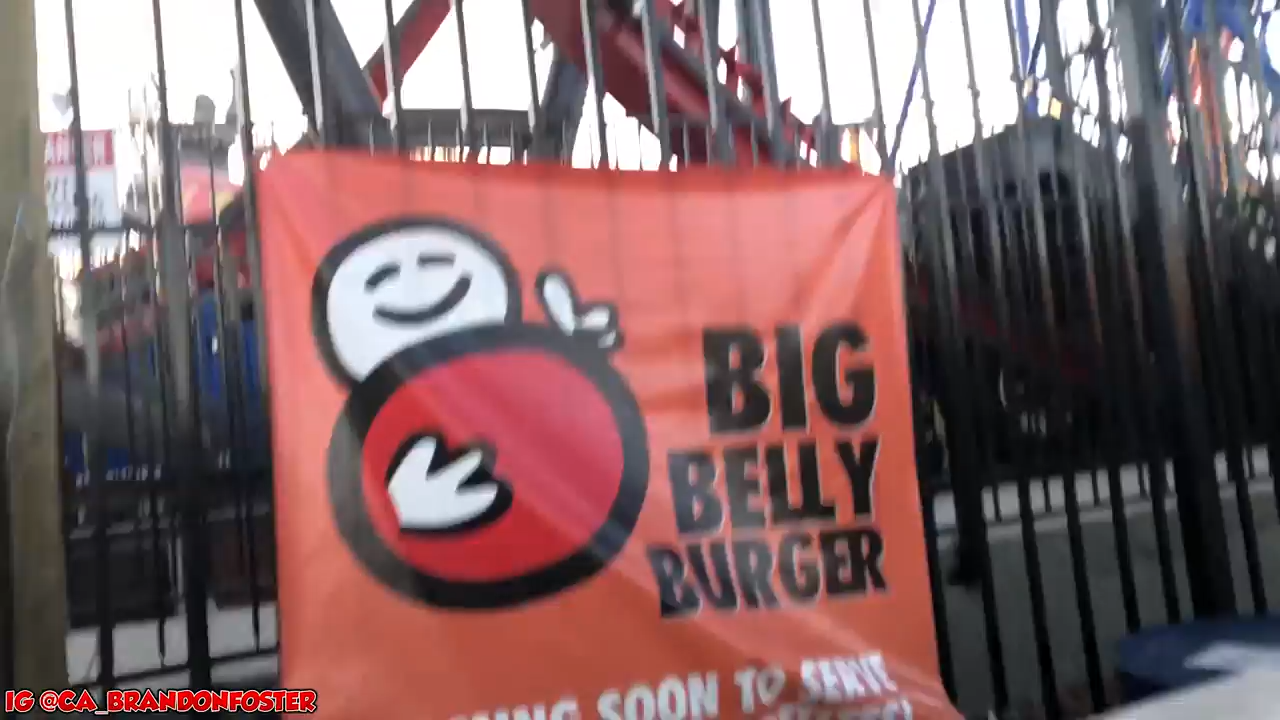 BIG
BELLY
BURGER
SOON TO SERVE
IG @CA_BRANDONFOSTER